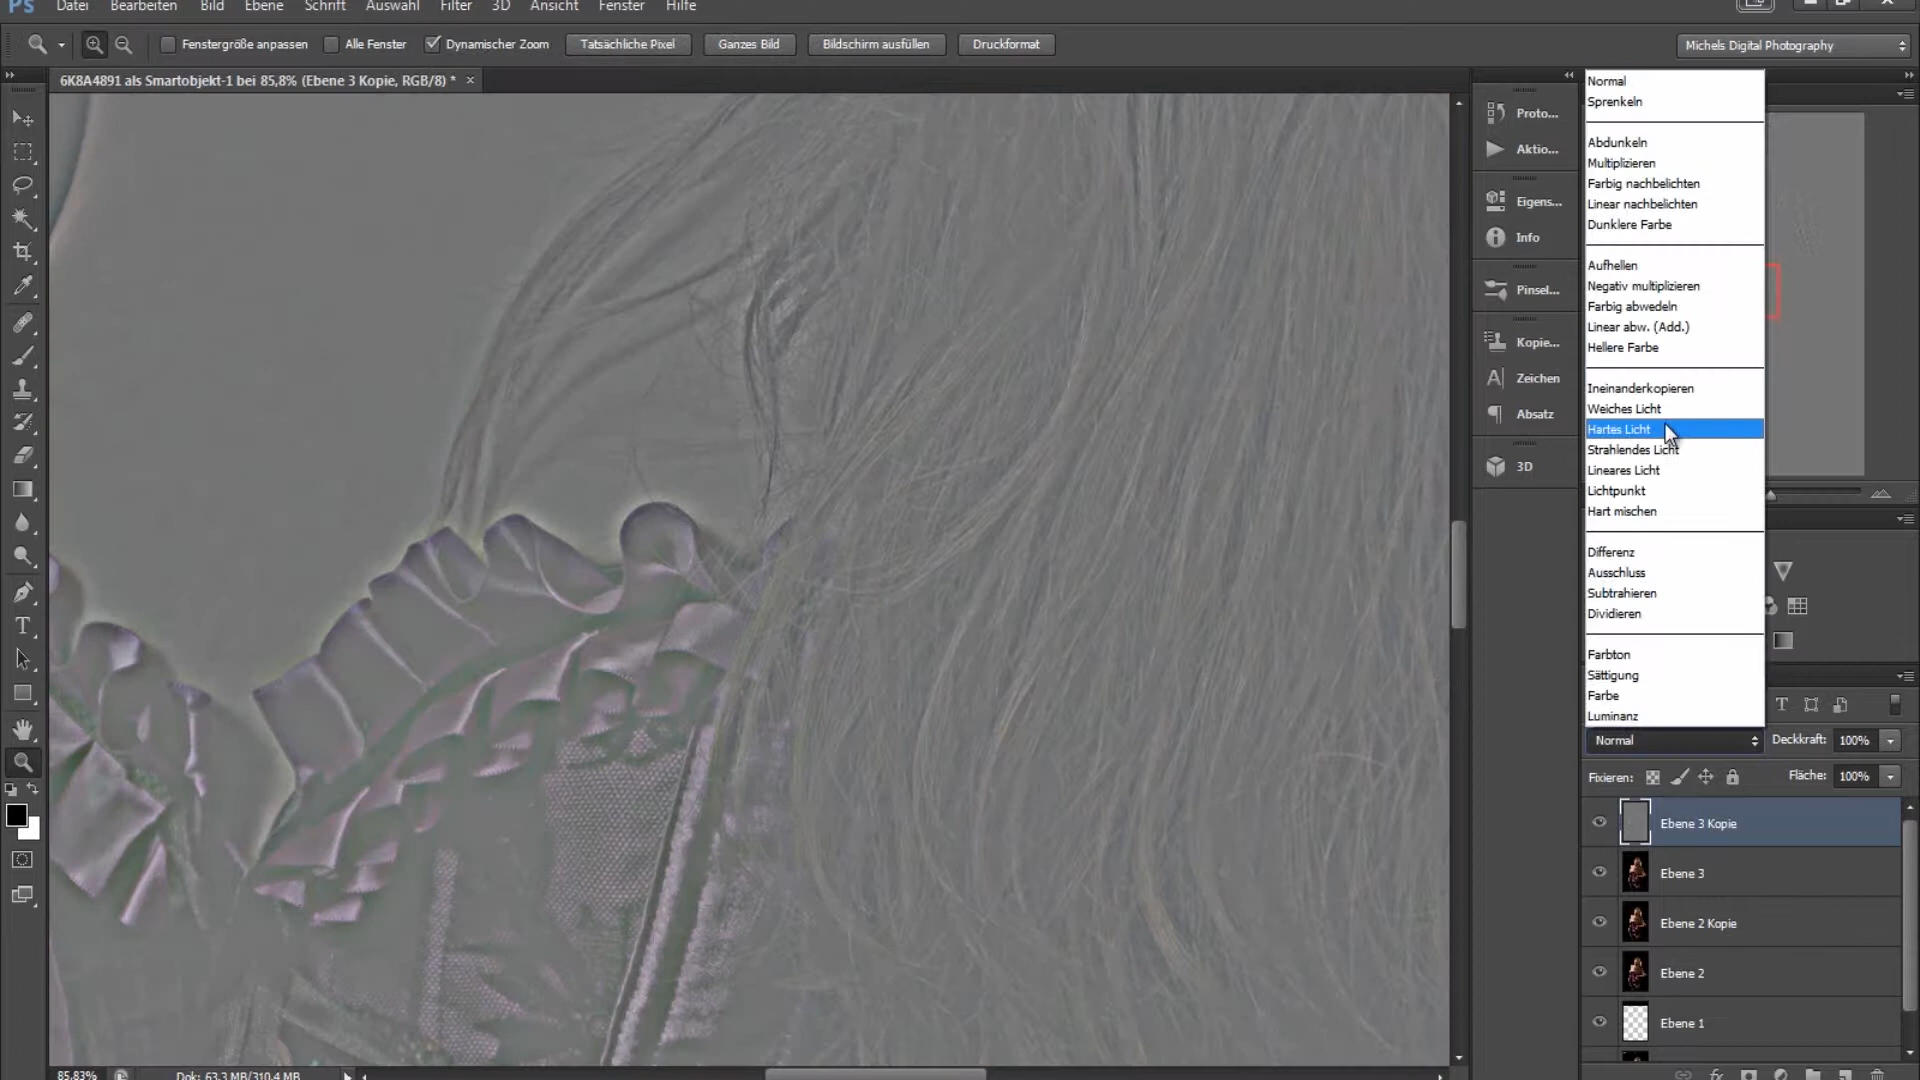 Ps Datei Bearbeiten Bild Ebene Schrift Auswahl Filter 3D Ansicht Fenster Hilfe
Fenstergröße anpassen Alle Fenster Dynamischer Zoom Tatsächliche Pixel Ganzes Bild Bildschirm ausfüllen Druckformat Michels Digital Photography
6K8A4891 als Smartobjekt-1 bei 85,8% (Ebene 3 Kopie, RGB/8) * ×
Proto...
Aktio...
Eigens...
Info
Pinsel...
Kopie...
Zeichen
Absatz
3D
Normal
Sprenkeln
Abdunkeln
Multiplizieren
Farbig nachbelichten
Linear nachbelichten
Dunklere Farbe
Aufhellen
Negativ multiplizieren
Farbig abwedeln
Linear abw. (Add.)
Hellere Farbe
Ineinanderkopieren
Weiches Licht
Hartes Licht
Strahlendes Licht
Lineares Licht
Lichtpunkt
Hart mischen
Differenz
Ausschluss
Subtrahieren
Dividieren
Farbton
Sättigung
Farbe
Luminanz
Normal Deckkraft: 100%
Fixieren: Fläche: 100%
Ebene 3 Kopie
Ebene 3
Ebene 2 Kopie
Ebene 2
Ebene 1
85,83% Dok: 63,3 MB/310,4 MB